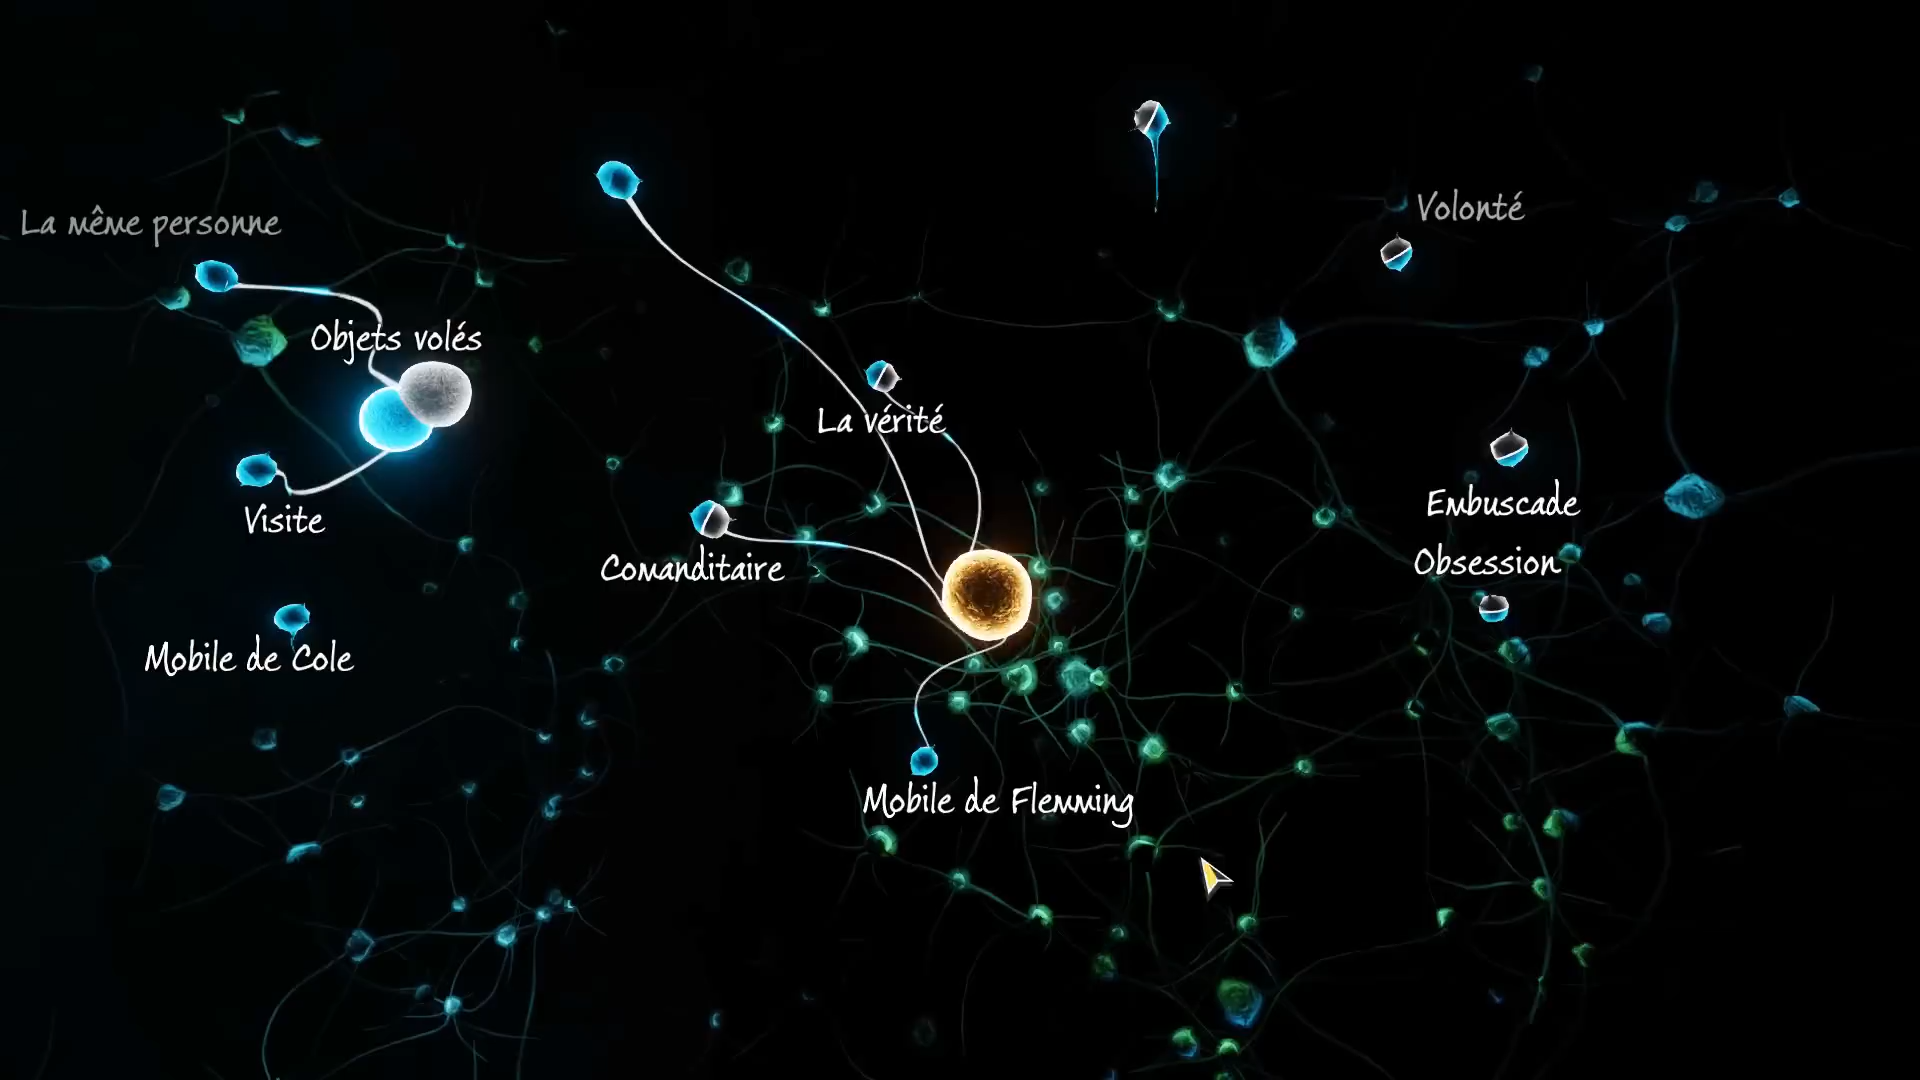 La même personne
Volonté
Objets volés
La vérité
Visite
Comanditaire
Embuscade
Obsession
Mobile de Cole
Mobile de Flemming